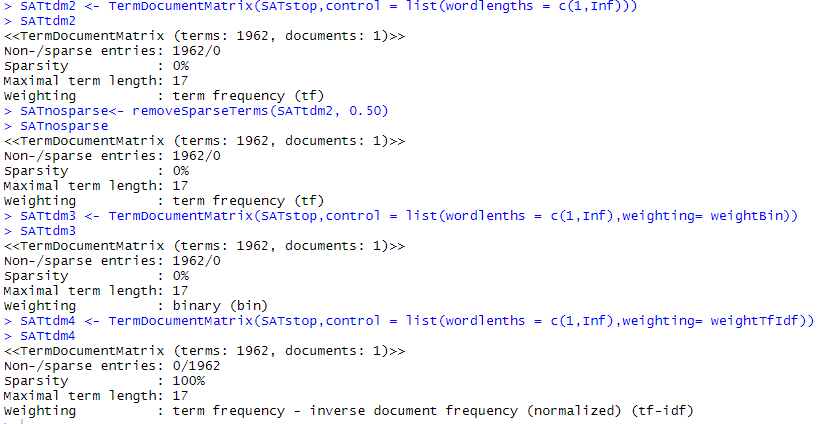 > SATtdm2 <- TermDocumentMatrix(SATstop,control = list(wordlengths = c(1,Inf)))
> SATtdm2
<<TermDocumentMatrix (terms: 1962, documents: 1)>>
Non-/sparse entries: 1962/0
Sparsity           : 0%
Maximal term length: 17
Weighting          : term frequency (tf)
> SATnosparse<- removeSparseTerms(SATtdm2, 0.50)
> SATnosparse
<<TermDocumentMatrix (terms: 1962, documents: 1)>>
Non-/sparse entries: 1962/0
Sparsity           : 0%
Maximal term length: 17
Weighting          : term frequency (tf)
> SATtdm3 <- TermDocumentMatrix(SATstop,control = list(wordlenths = c(1,Inf),weighting= weightBin))
> SATtdm3
<<TermDocumentMatrix (terms: 1962, documents: 1)>>
Non-/sparse entries: 1962/0
Sparsity           : 0%
Maximal term length: 17
Weighting          : binary (bin)
> SATtdm4 <- TermDocumentMatrix(SATstop,control = list(wordlenths = c(1,Inf),weighting= weightTfIdf))
> SATtdm4
<<TermDocumentMatrix (terms: 1962, documents: 1)>>
Non-/sparse entries: 0/1962
Sparsity           : 100%
Maximal term length: 17
Weighting          : term frequency - inverse document frequency (normalized) (tf-idf)